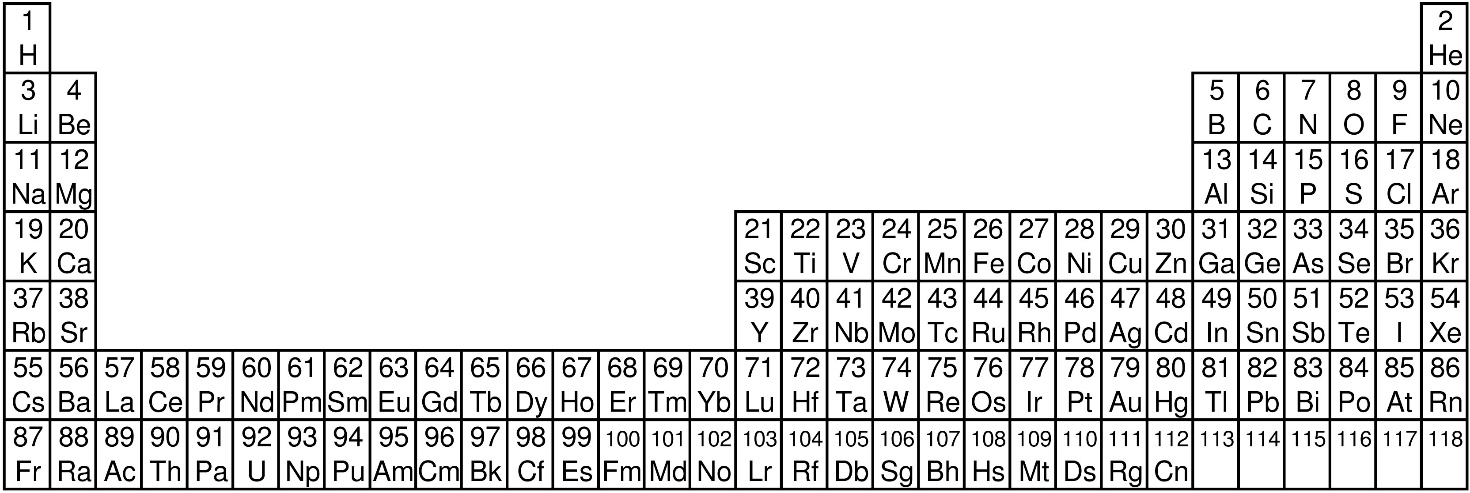 1 2
H He
3 4 5 6 7 8 9 10
Li Be B C N O F Ne
11 12 13 14 15 16 17 18
Na Mg Al Si P S Cl Ar
19 20 21 22 23 24 25 26 27 28 29 30 31 32 33 34 35 36
K Ca Sc Ti V Cr Mn Fe Co Ni Cu Zn Ga Ge As Se Br Kr
37 38 39 40 41 42 43 44 45 46 47 48 49 50 51 52 53 54
Rb Sr Y Zr Nb Mo Tc Ru Rh Pd Ag Cd In Sn Sb Te I Xe
55 56 57 58 59 60 61 62 63 64 65 66 67 68 69 70 71 72 73 74 75 76 77 78 79 80 81 82 83 84 85 86
Cs Ba La Ce Pr Nd Pm Sm Eu Gd Tb Dy Ho Er Tm Yb Lu Hf Ta W Re Os Ir Pt Au Hg Tl Pb Bi Po At Rn
87 88 89 90 91 92 93 94 95 96 97 98 99 100 101 102 103 104 105 106 107 108 109 110 111 112 113 114 115 116 117 118
Fr Ra Ac Th Pa U Np Pu Am Cm Bk Cf Es Fm Md No Lr Rf Db Sg Bh Hs Mt Ds Rg Cn